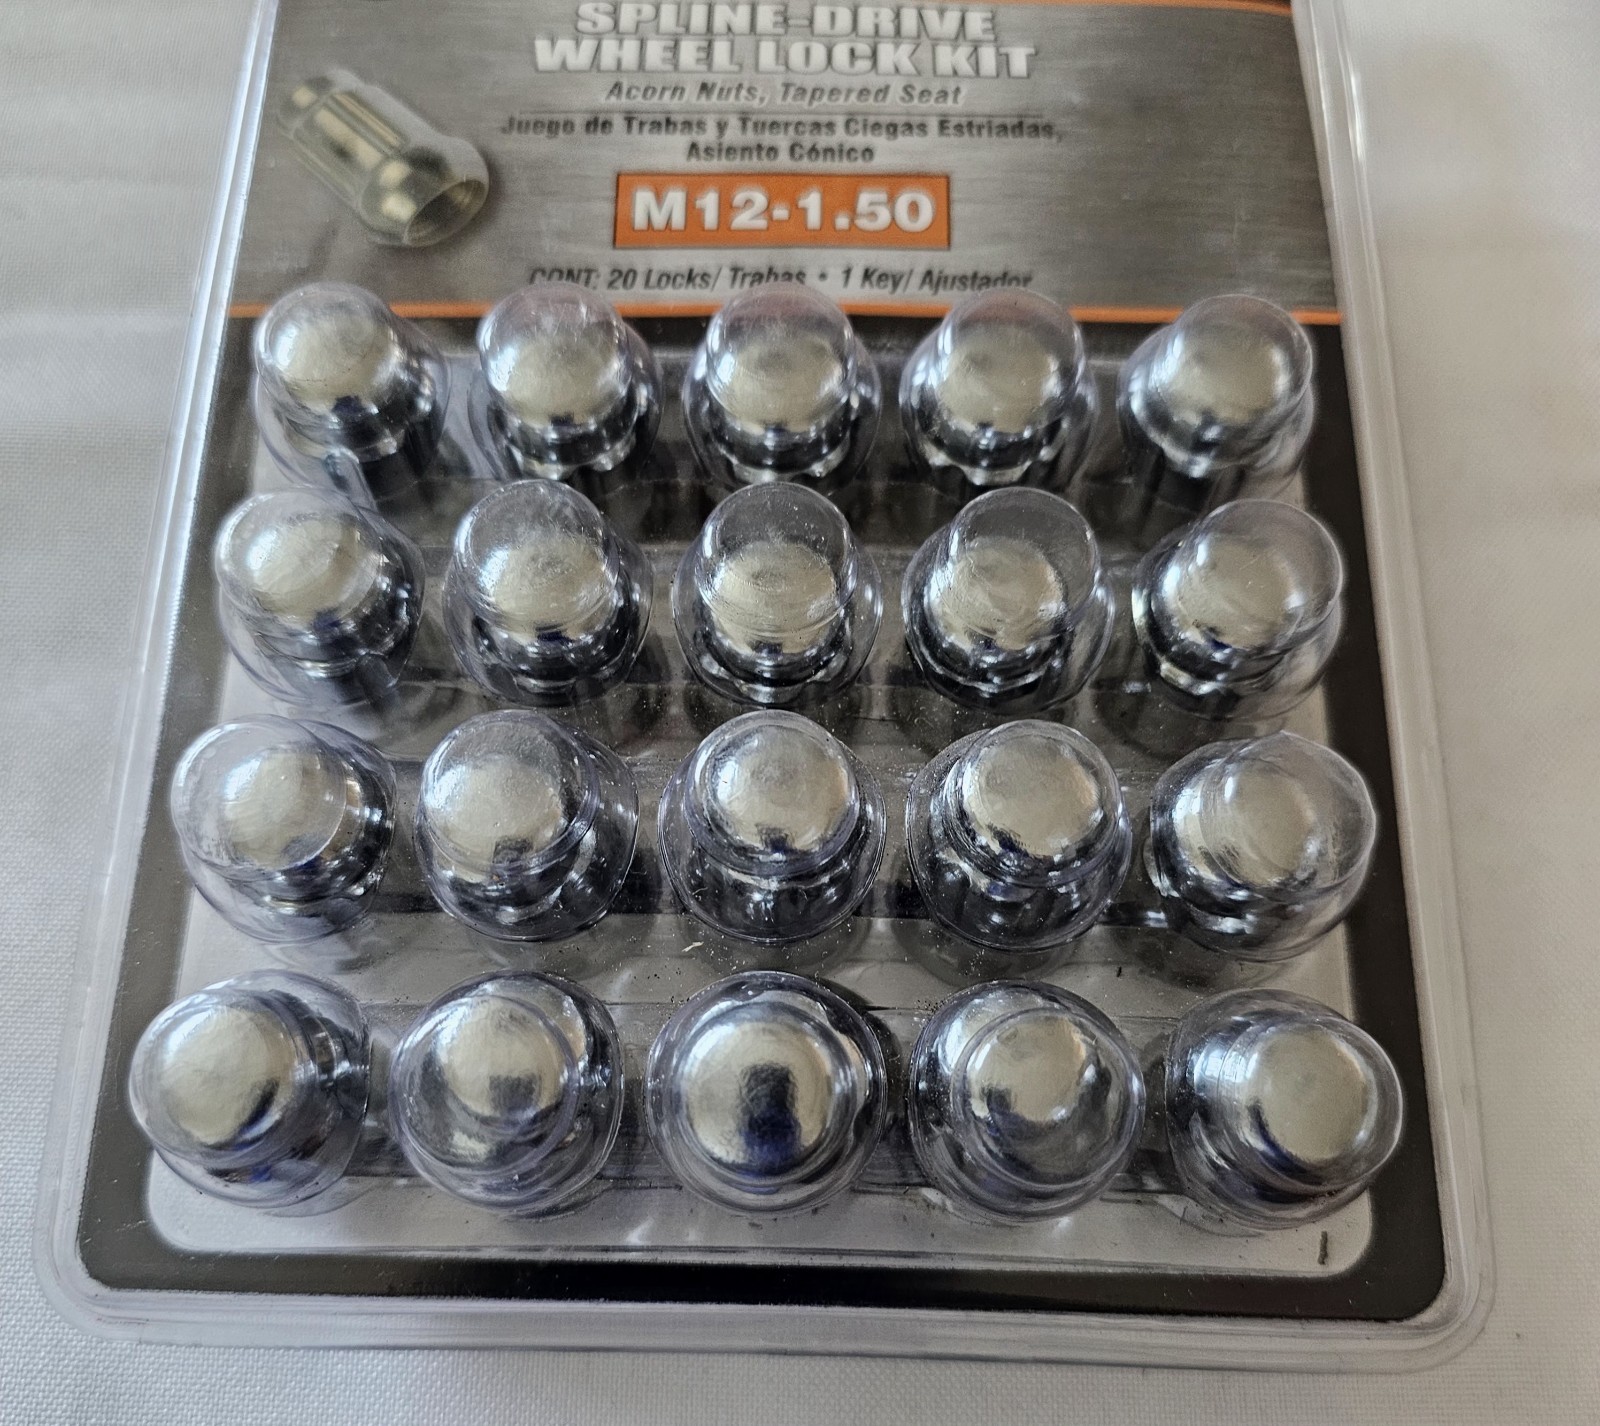 SPLINE-DRIVE
WHEEL LOCK KIT
Acorn Nuts, Tapered Seat
Juego de Trabas y Tuercas Ciegas Estriadas,
Asiento Cónico
M12-1.50
CONT: 20 Locks/ Trabas • 1 Key/ Ajustador